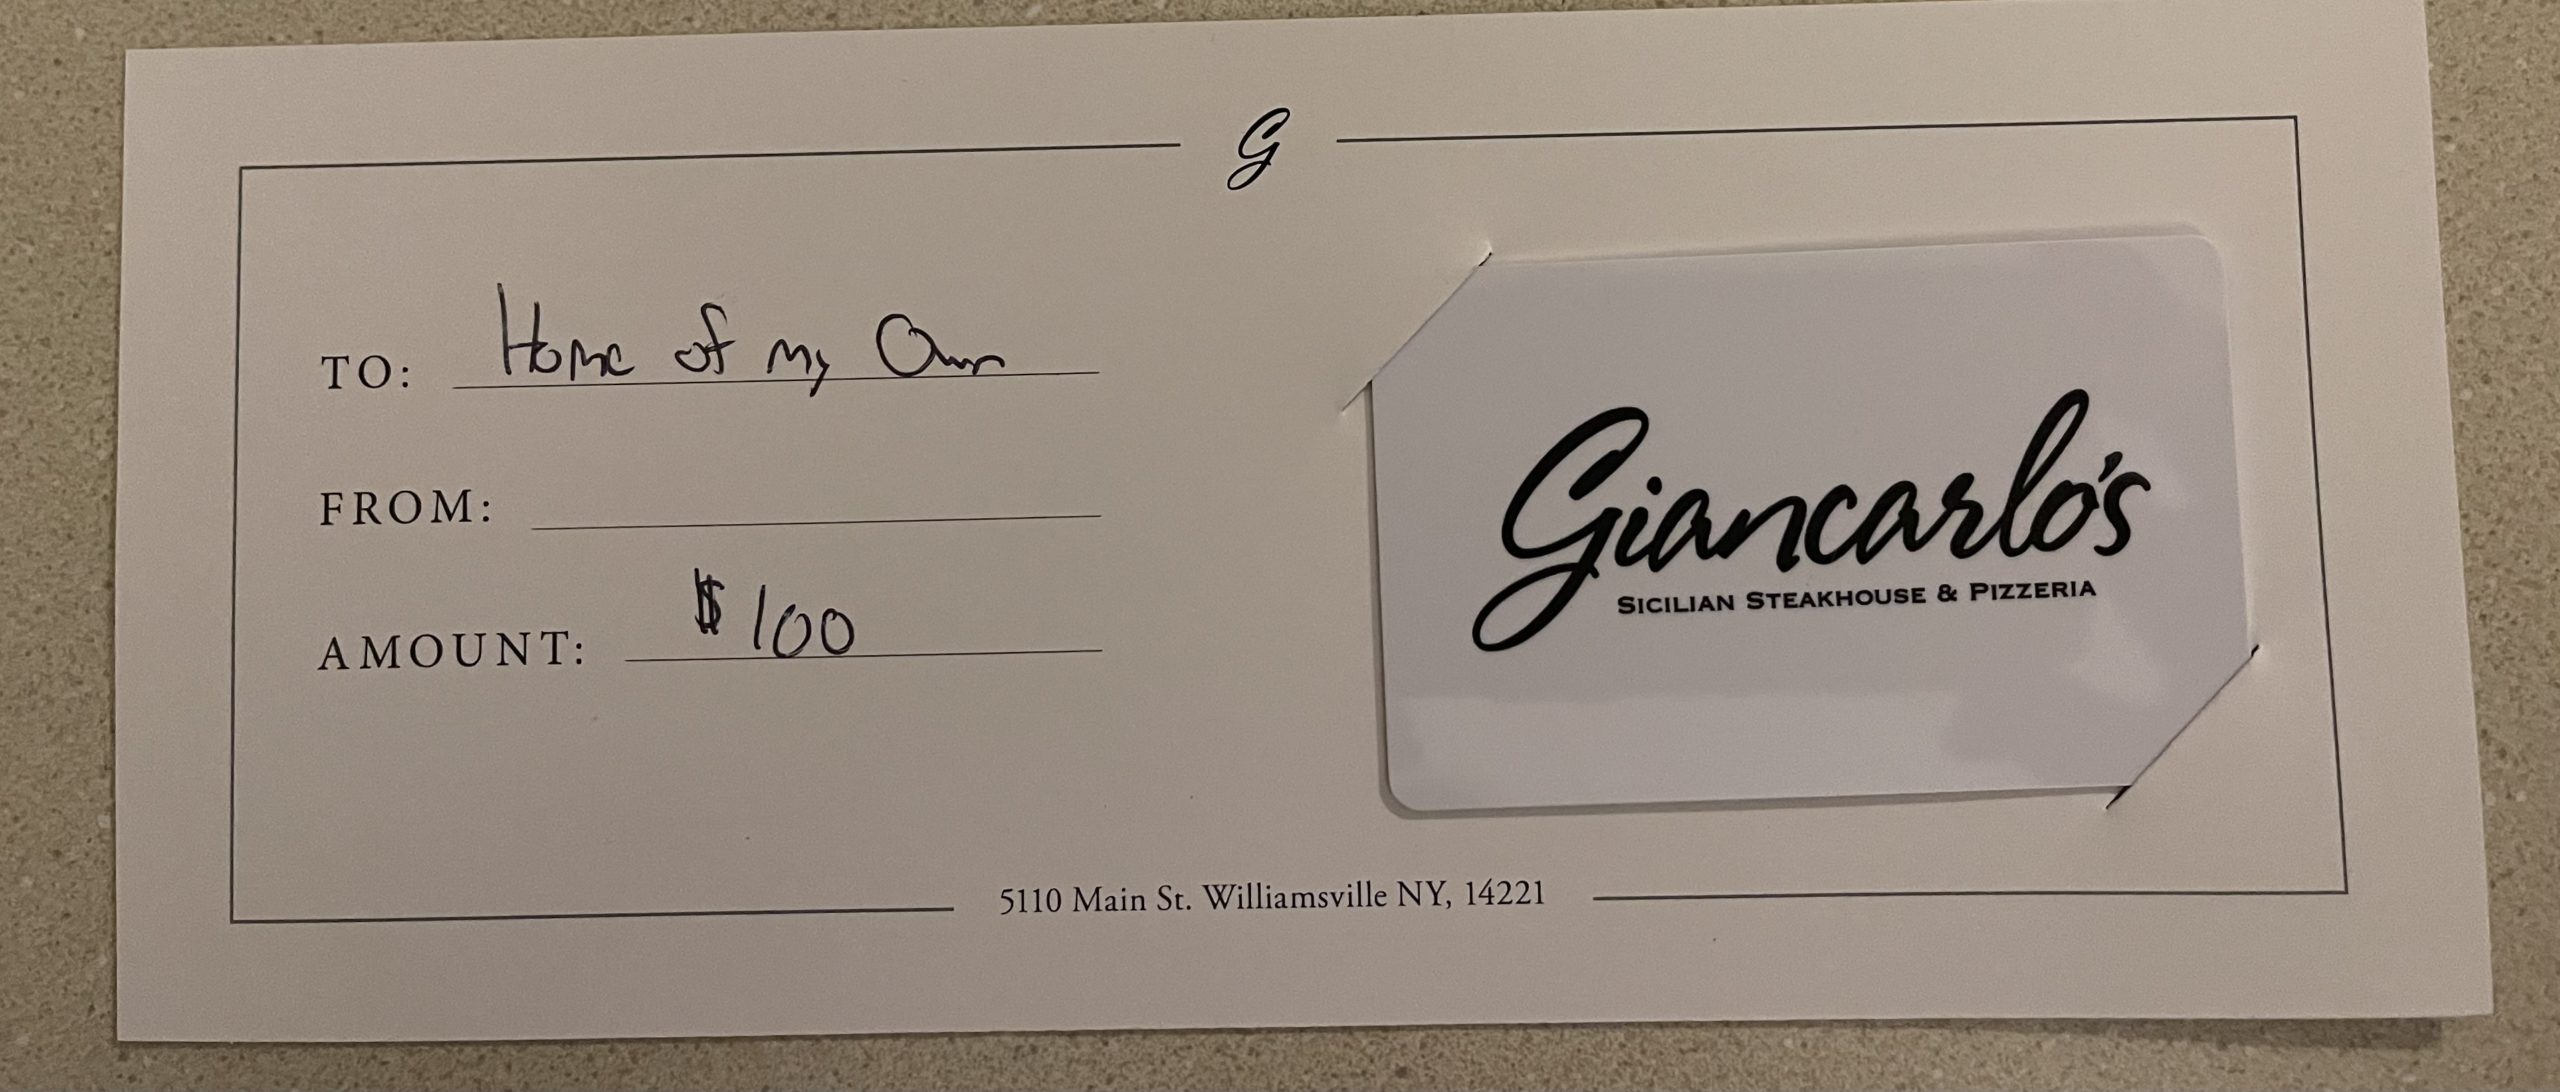 G
TO: Home of my Own
FROM:
AMOUNT: $100
Giancarlo's
SICILIAN STEAKHOUSE & PIZZERIA
5110 Main St. Williamsville NY, 14221